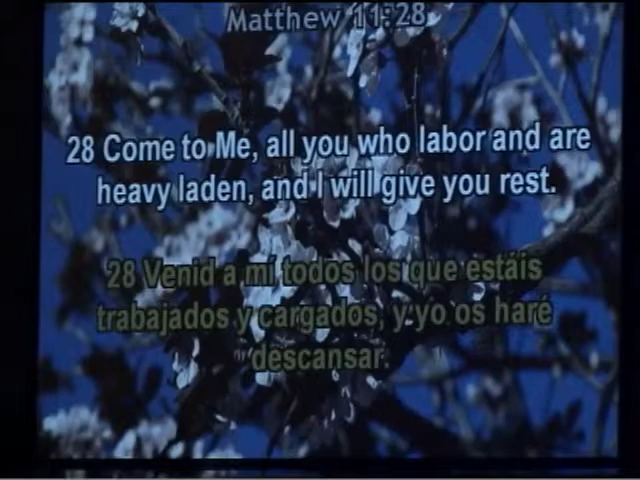 Matthew 11:28
28 Come to Me, all you who labor and are
heavy laden, and I will give you rest.
28 Venid a mí todos los que estáis
trabajados y cargados, y yo os haré
descansar.